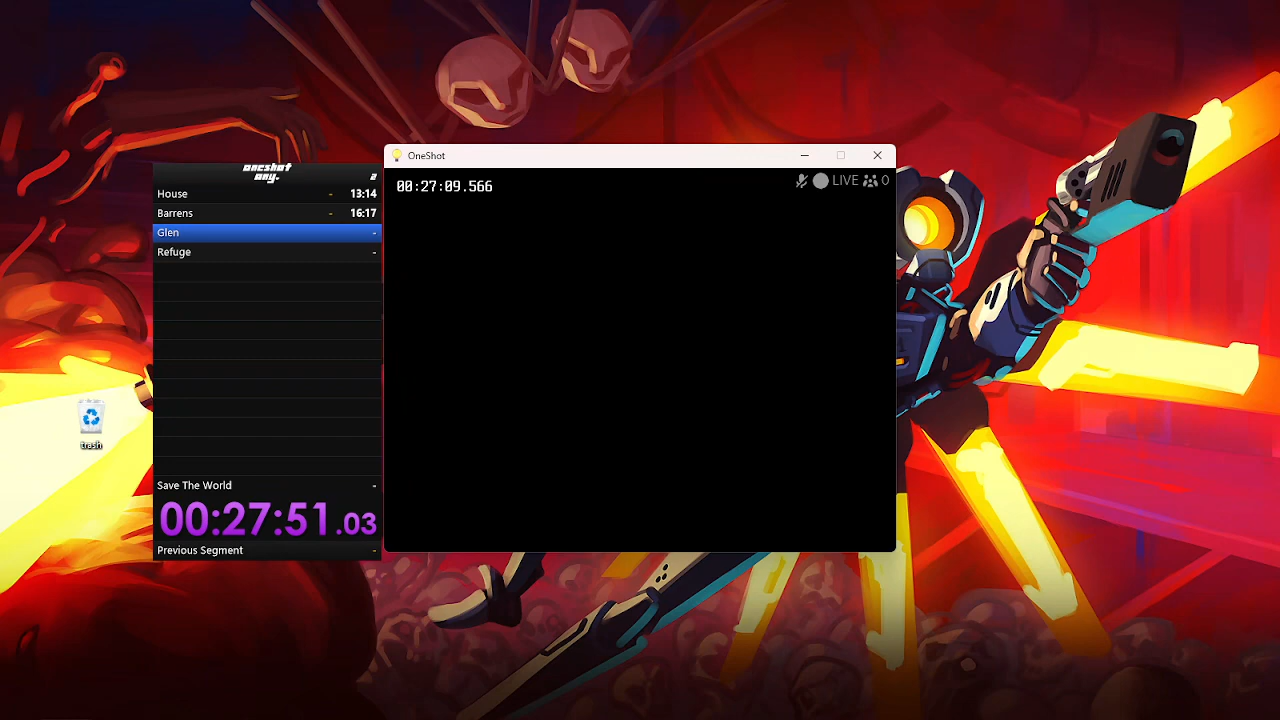 oneshot
any.
2
House - 13:14
Barrens - 16:17
Glen -
Refuge -
Save The World -
00:27:51.03
Previous Segment -
OneShot
00:27:09.566
LIVE 0
trash